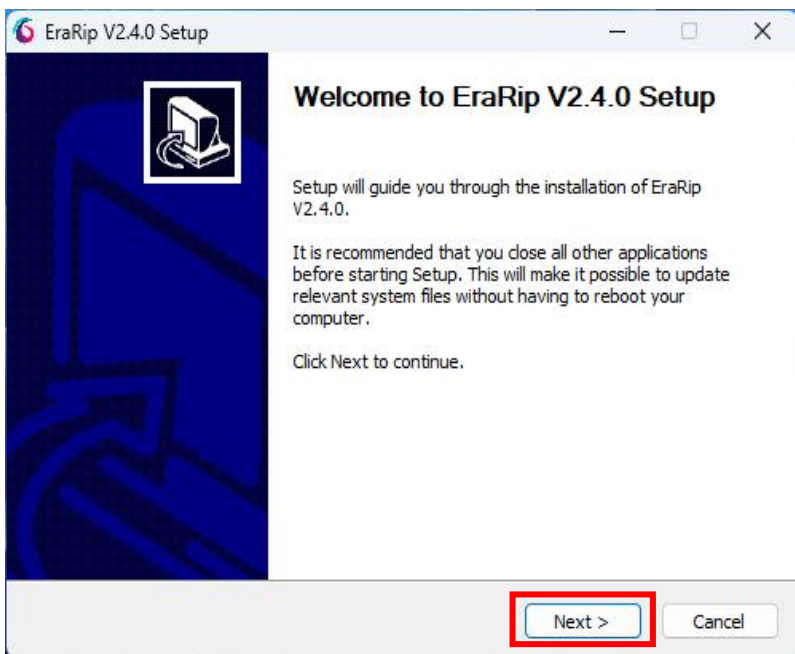 EraRip V2.4.0 Setup
Welcome to EraRip V2.4.0 Setup
Setup will guide you through the installation of EraRip
V2.4.0.
It is recommended that you close all other applications
before starting Setup. This will make it possible to update
relevant system files without having to reboot your
computer.
Click Next to continue.
Next >
Cancel